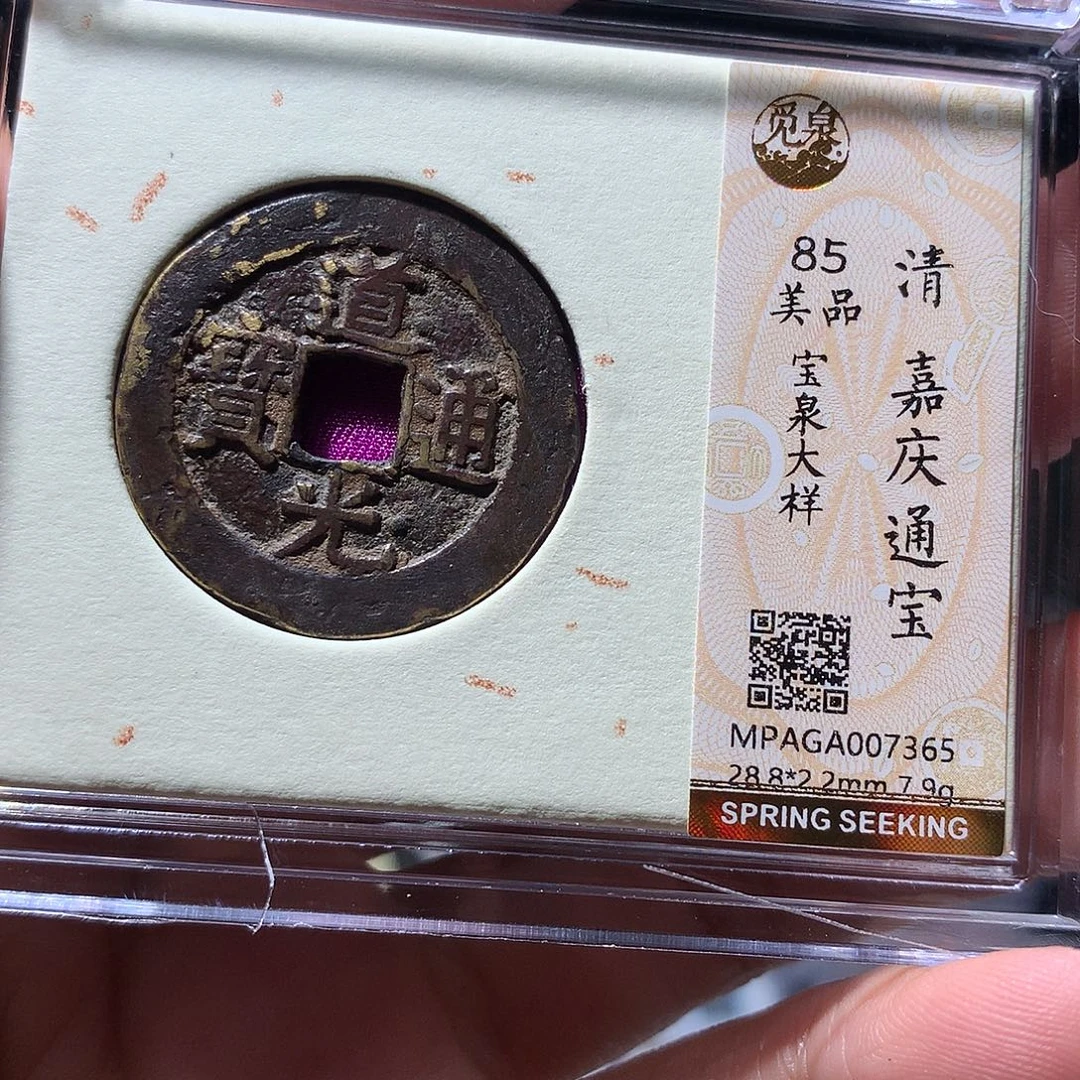 道光通寶
觅泉
清 嘉庆通宝
85
美品
宝泉大样
MPAGA007365
28.8*2.2mm 7.9g
SPRING SEEKING